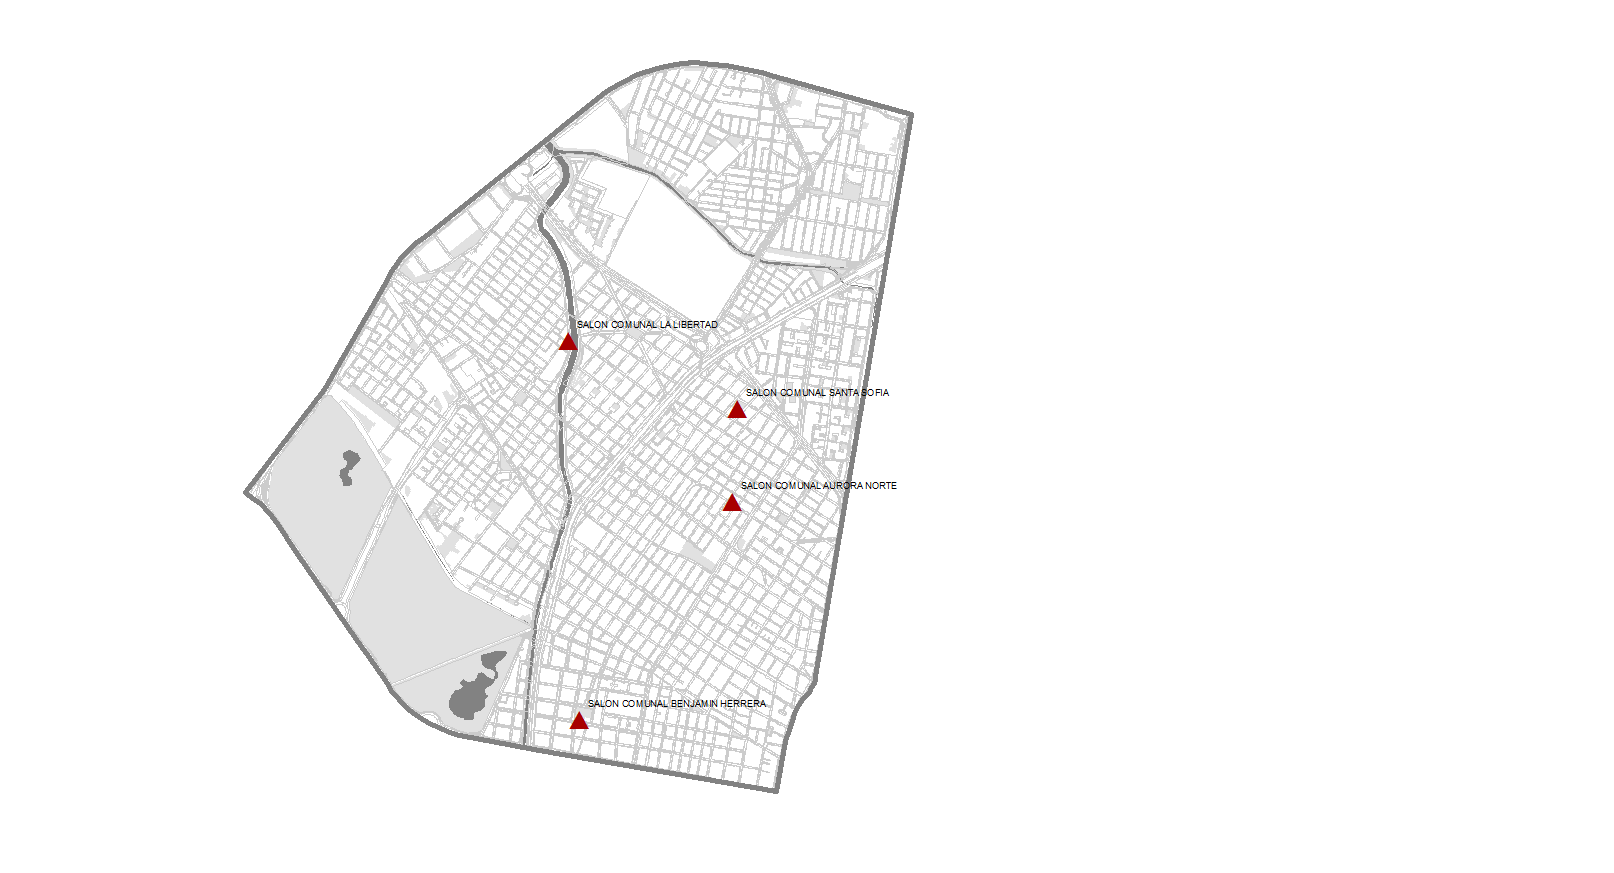 SALON COMUNAL LA LIBERTAD
SALON COMUNAL SANTA SOFIA
SALON COMUNAL AURORA NORTE
SALON COMUNAL BENJAMIN HERRERA